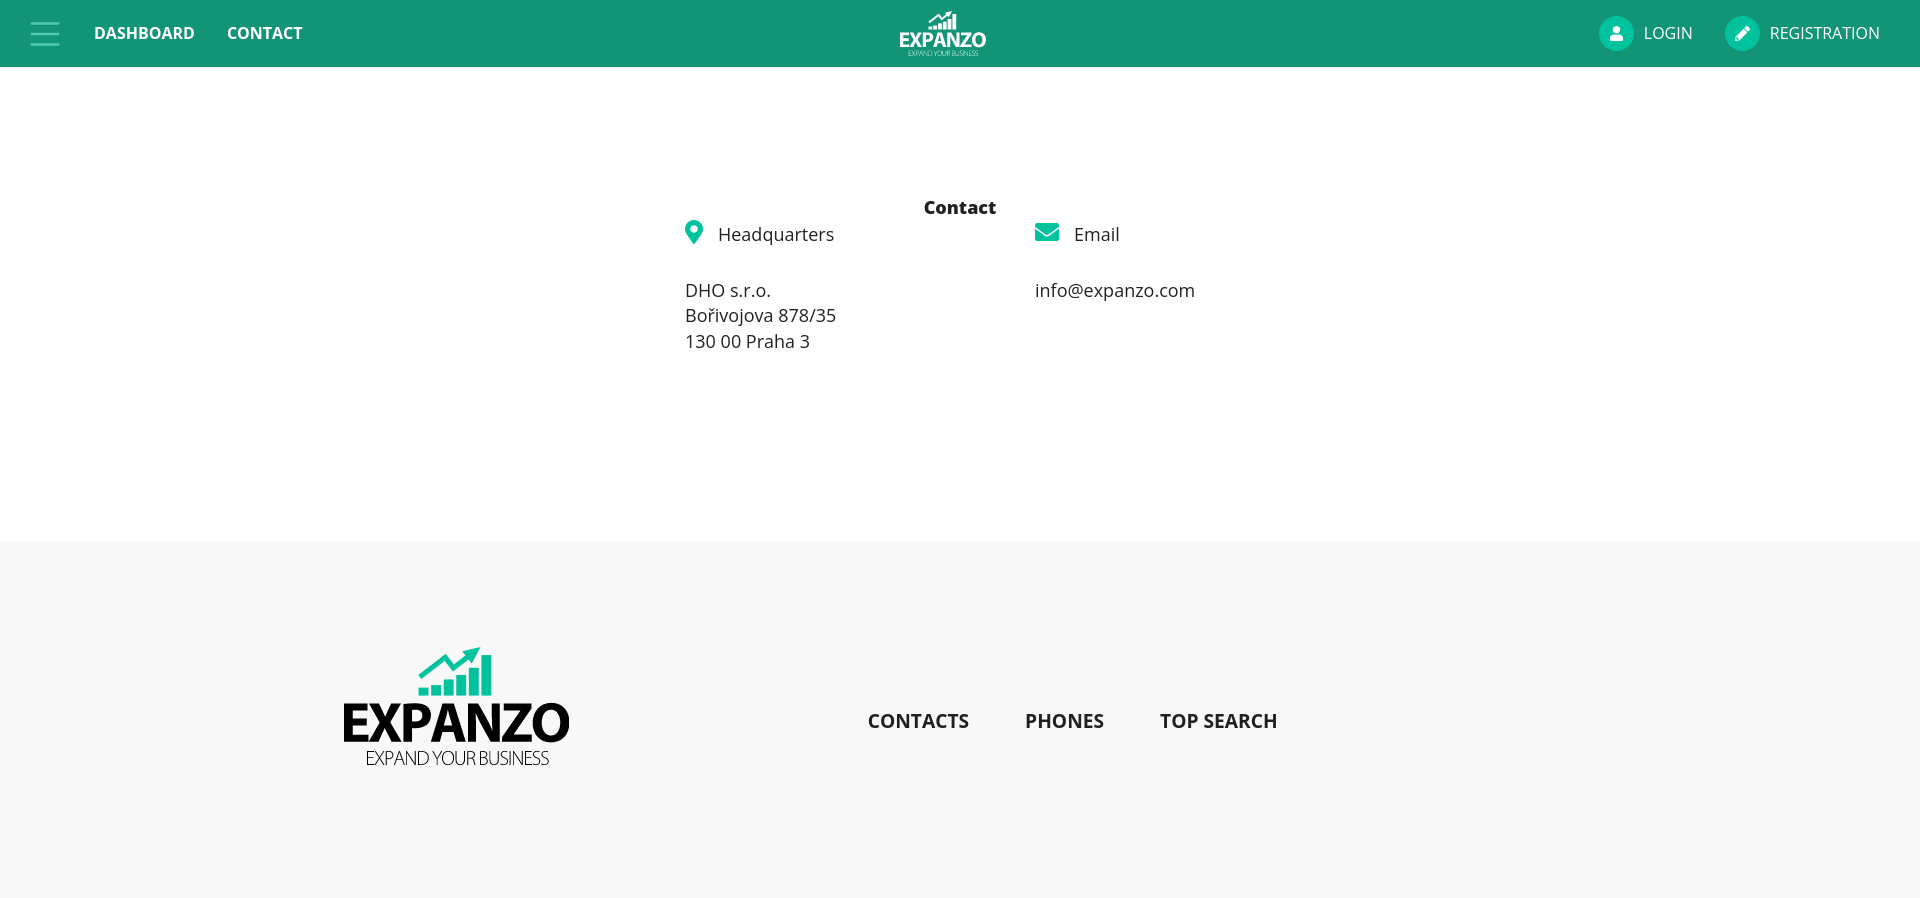 DASHBOARD
CONTACT
EXPANZO
EXPAND YOUR BUSINESS
LOGIN
REGISTRATION
Contact
Headquarters
DHO s.r.o.
Bořivojova 878/35
130 00 Praha 3
Email
info@expanzo.com
EXPANZO
EXPAND YOUR BUSINESS
CONTACTS
PHONES
TOP SEARCH